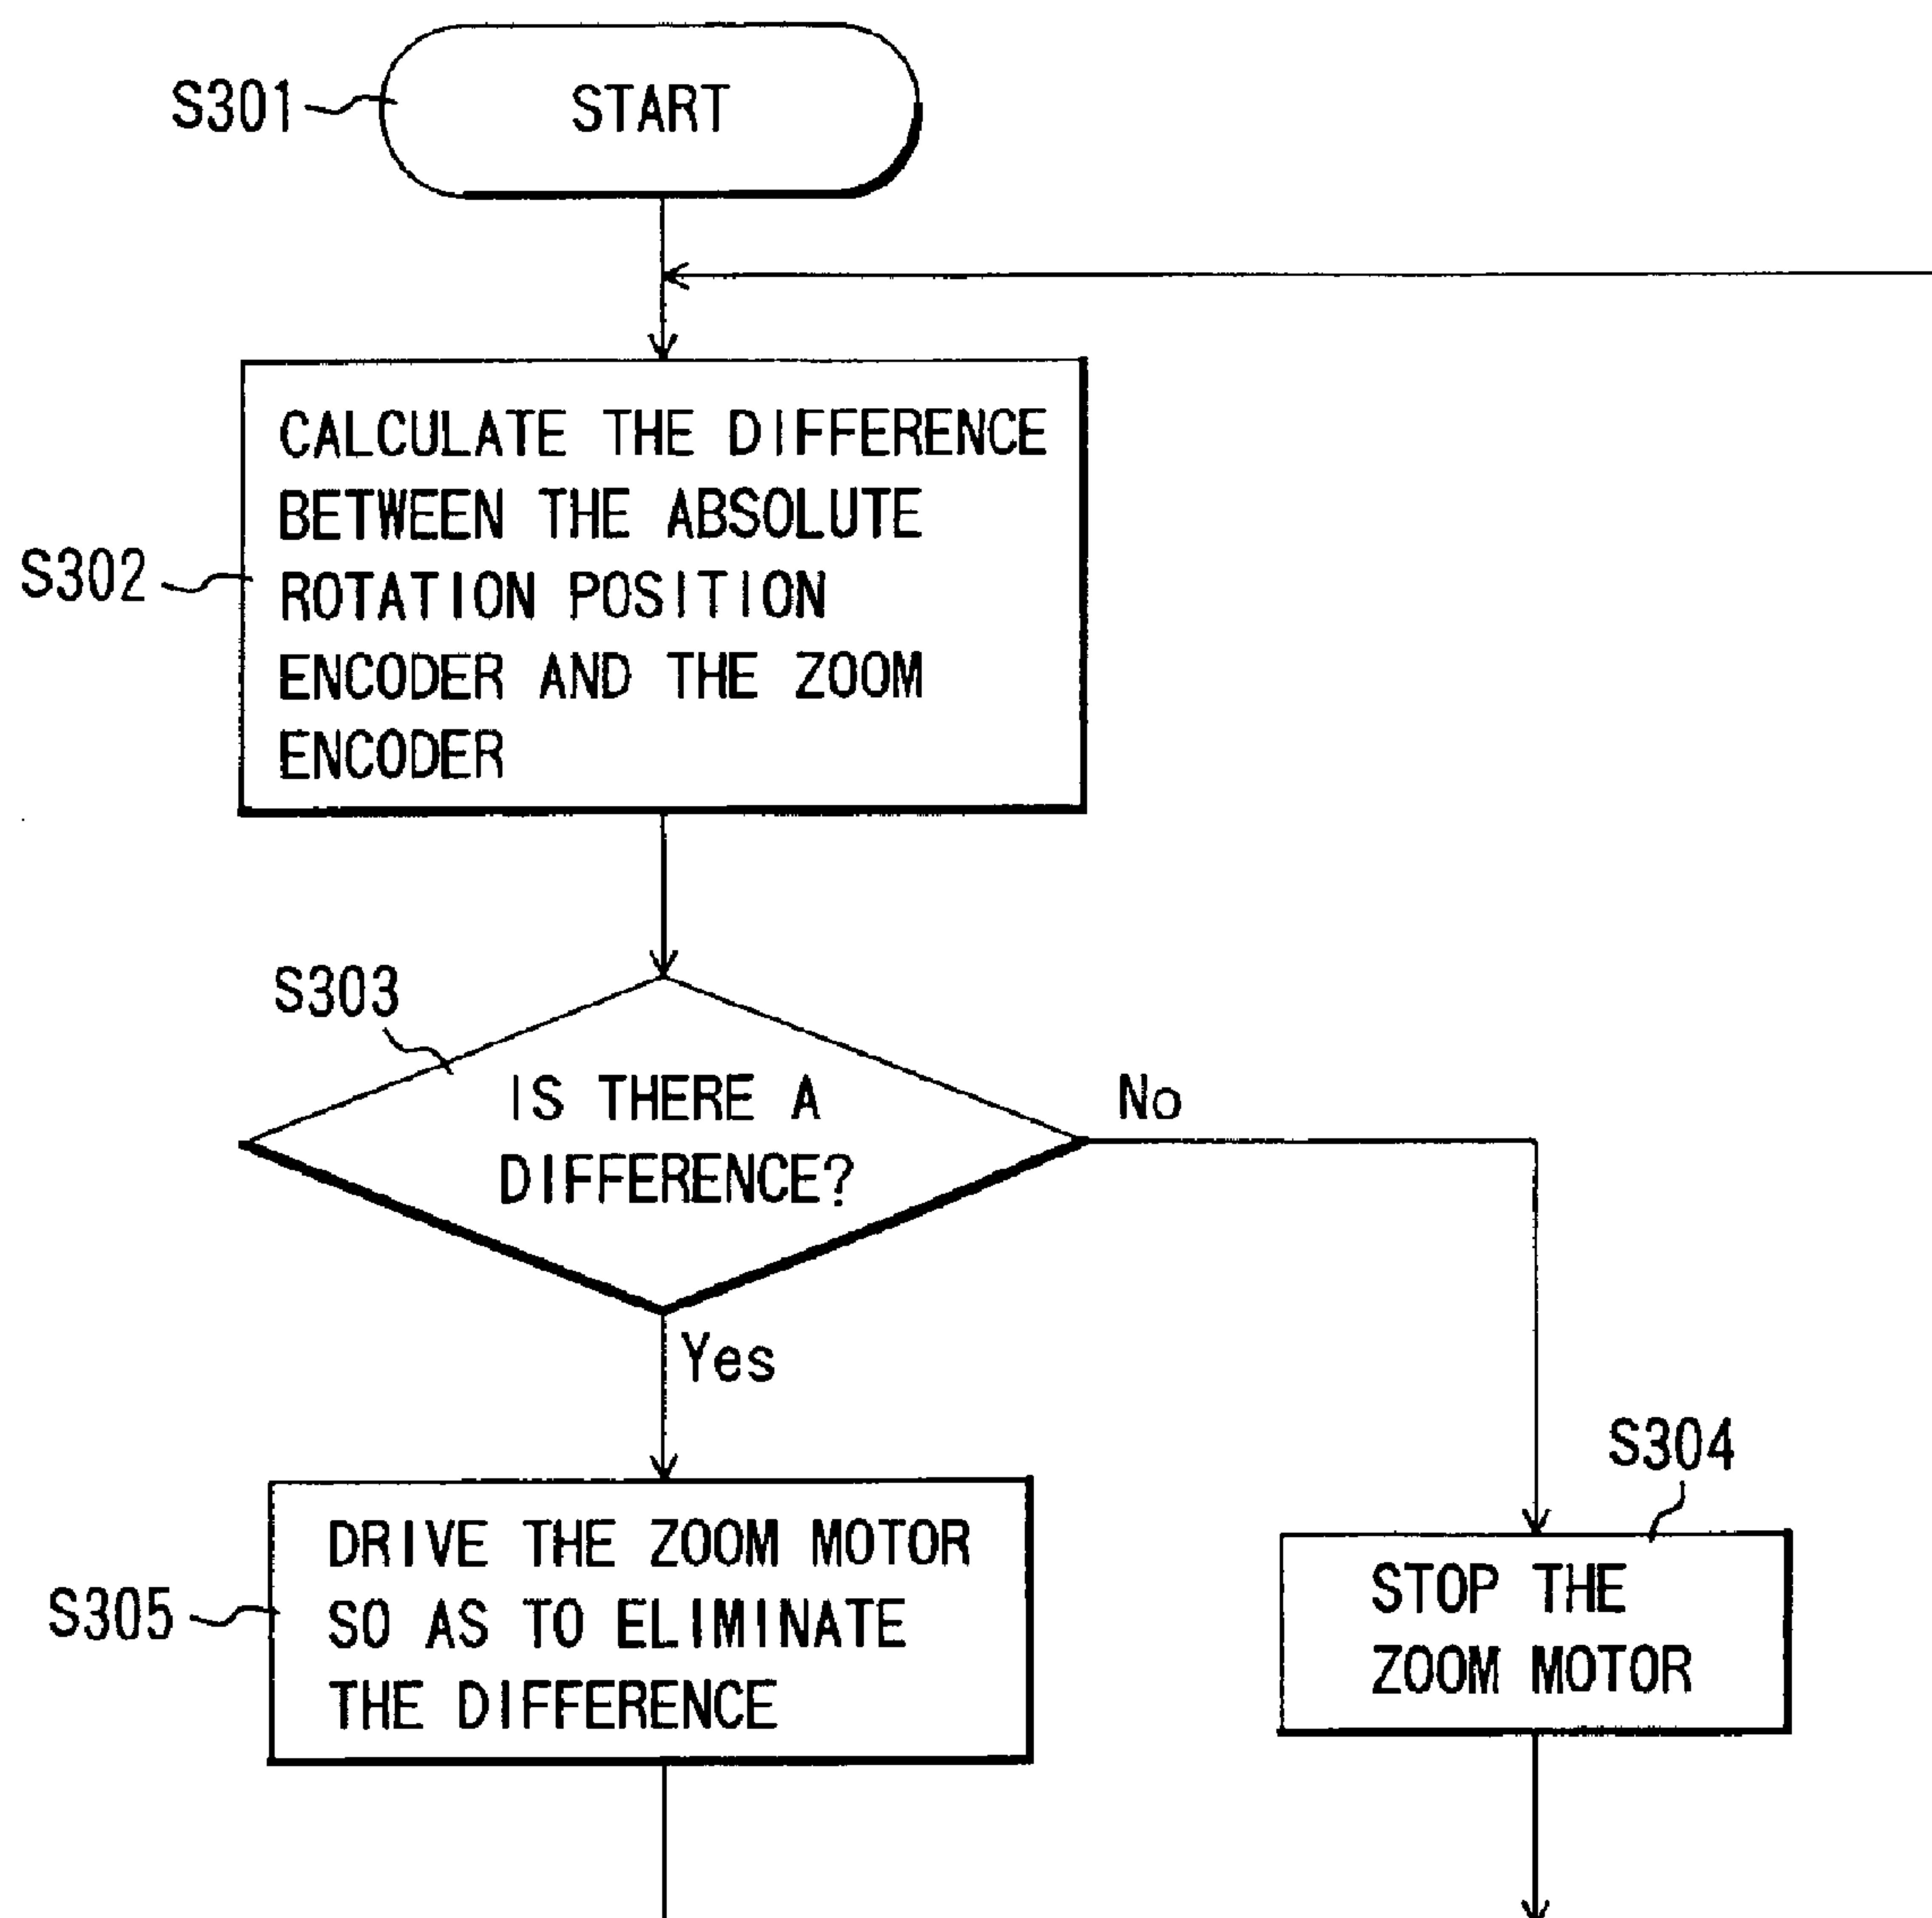 S301
START
S302
CALCULATE THE DIFFERENCE
BETWEEN THE ABSOLUTE
ROTATION POSITION
ENCODER AND THE ZOOM
ENCODER
S303
IS THERE A
DIFFERENCE?
No
Yes
S305
DRIVE THE ZOOM MOTOR
SO AS TO ELIMINATE
THE DIFFERENCE
S304
STOP THE
ZOOM MOTOR